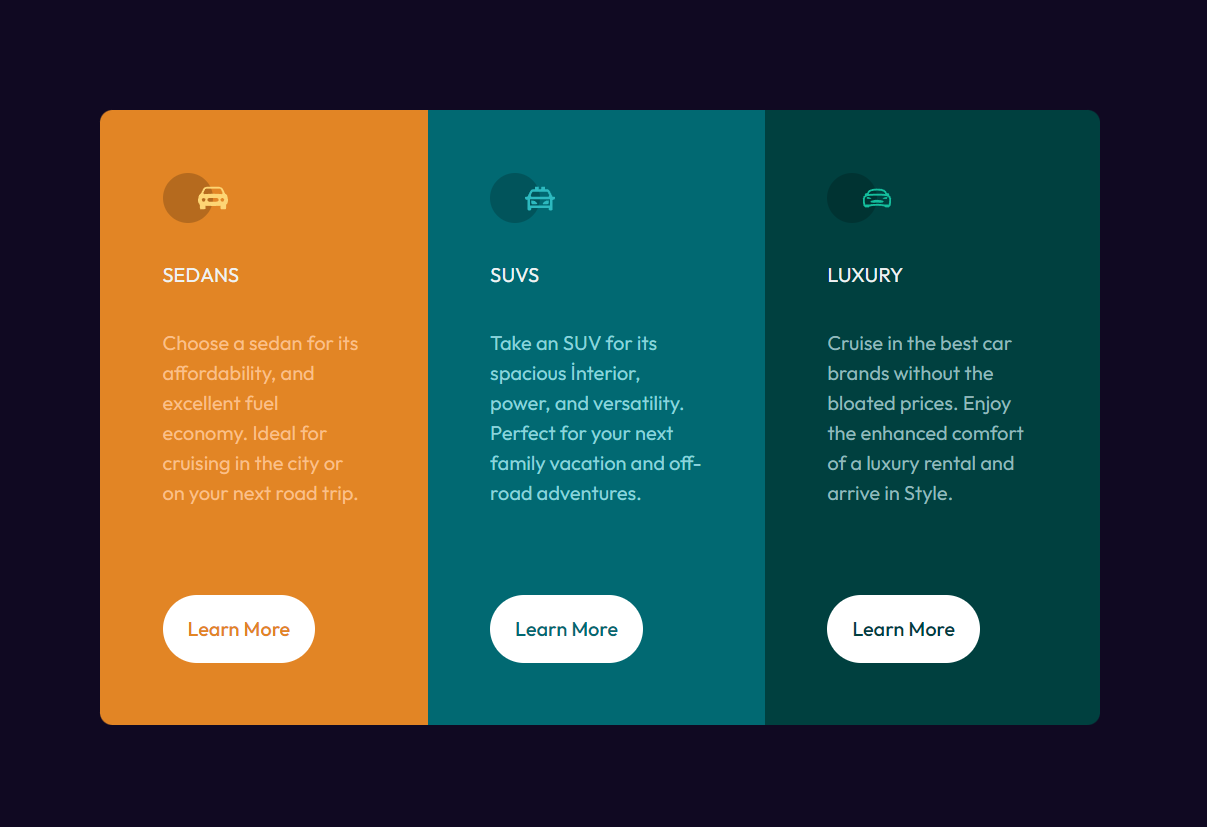 SEDANS
Choose a sedan for its
affordability, and
excellent fuel
economy. Ideal for
cruising in the city or
on your next road trip.
Learn More
SUVS
Take an SUV for its
spacious İnterior,
power, and versatility.
Perfect for your next
family vacation and off-
road adventures.
Learn More
LUXURY
Cruise in the best car
brands without the
bloated prices. Enjoy
the enhanced comfort
of a luxury rental and
arrive in Style.
Learn More